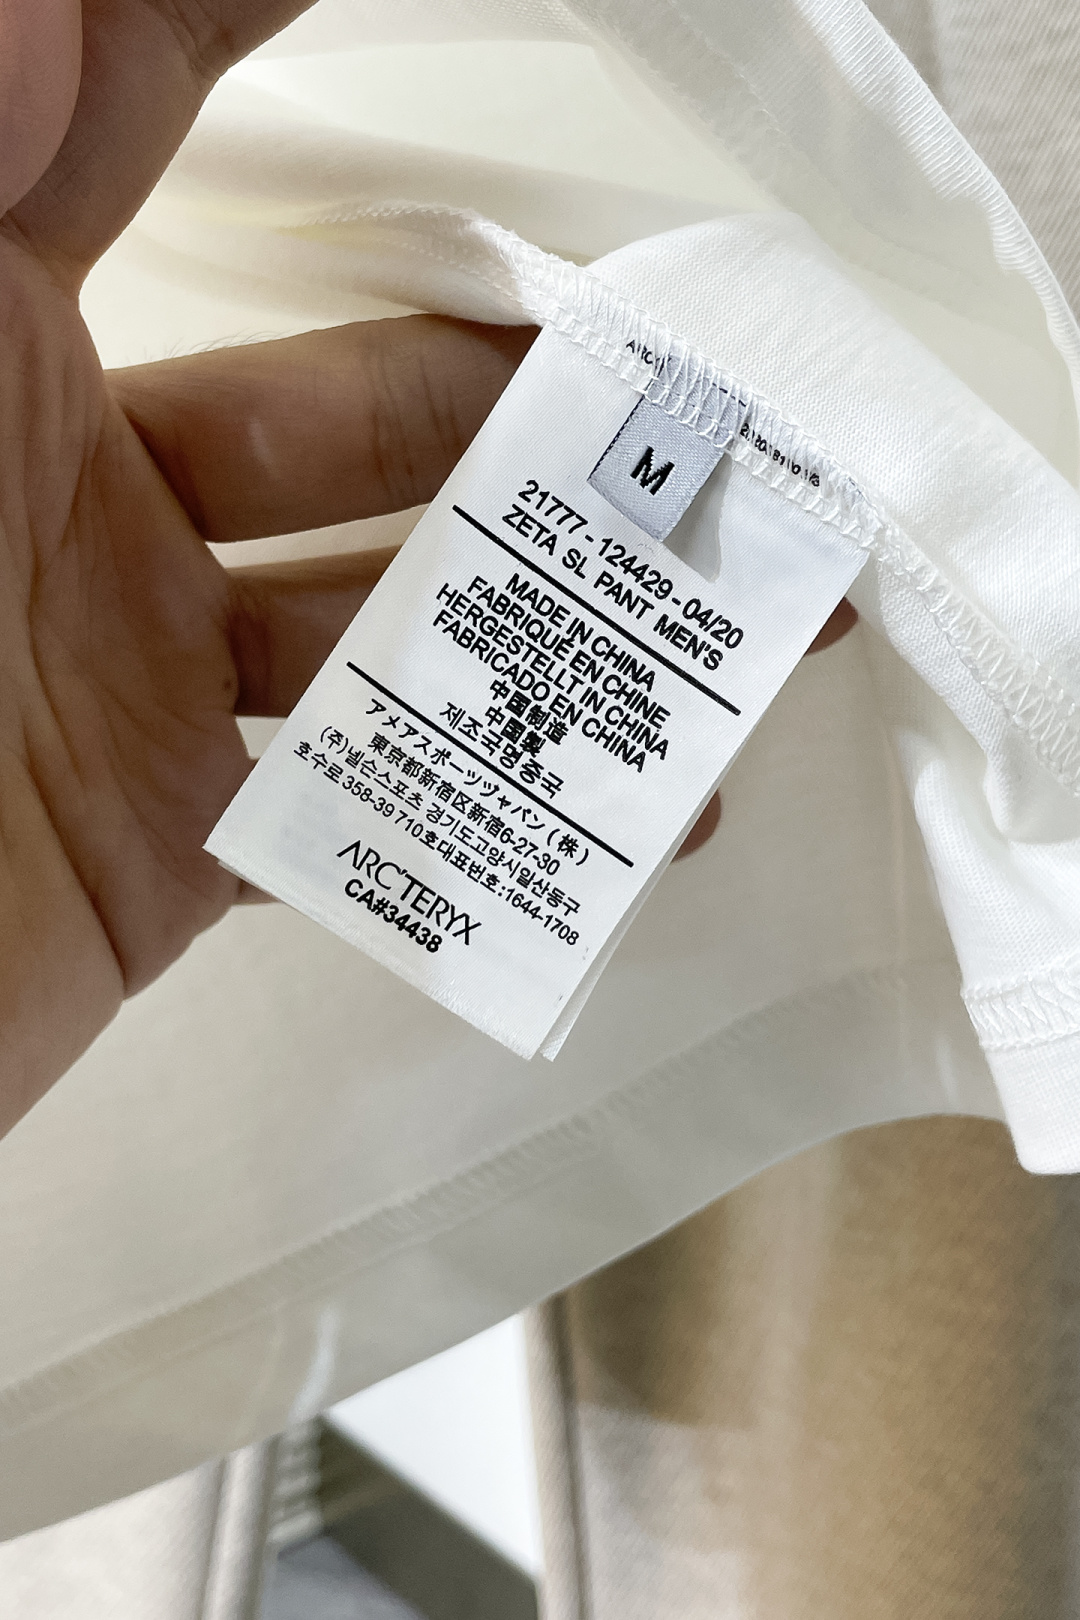 M
21777 - 124429 - 04/20
ZETA SL PANT MEN'S
MADE IN CHINA
FABRIQUÉ EN CHINE
HERGESTELLT IN CHINA
FABRICADO EN CHINA
中国制造
中國製
제조국명중국
アメアスポーツジャパン (株)
東京都新宿区新宿6-27-30
(주)넬슨스포츠 경기도고양시일산동구
호수로358-39 710호대표번호:1644-1708
ARC'TERYX
CA#34438